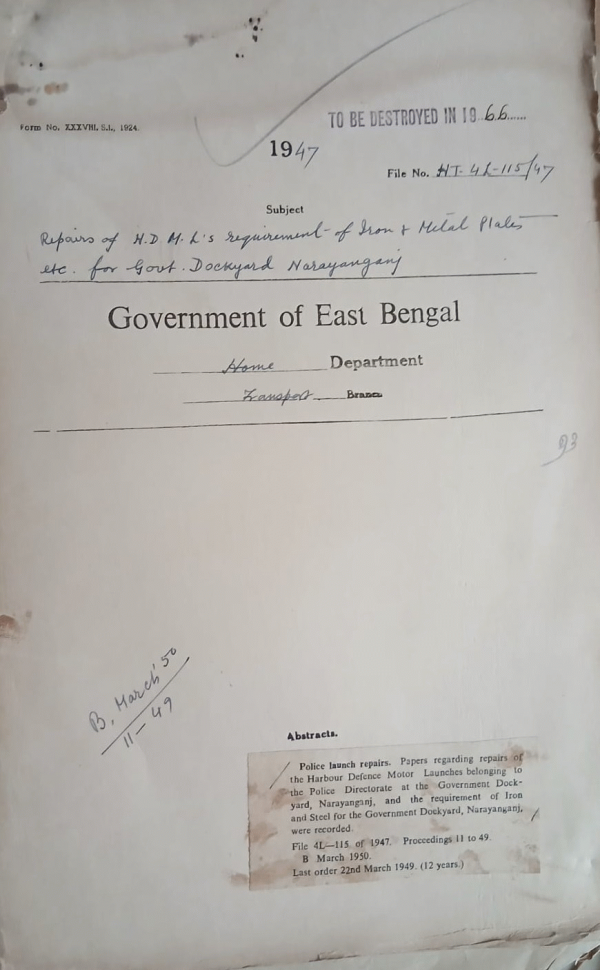 Form No. XXXVIII, S.I., 1924.
TO BE DESTROYED IN 19 66......
1947
File No. HT-4L-115/47
Subject
Repairs of H.D M.L's requirement of Iron & Metal Plates
etc. for Govt. Dockyard Narayanganj
Government of East Bengal
Home Department
Transport Branch
93
B, March '50
11-49
Abstracts.
Police launch repairs. Papers regarding repairs of
the Harbour Defence Motor Launches belonging to
the Police Directorate at the Government Dock-
yard, Narayanganj, and the requirement of Iron
and Steel for the Government Dockyard, Narayanganj,
were recorded.
File 4L—115 of 1947. Proceedings 11 to 49.
B March 1950.
Last order 22nd March 1949. (12 years.)